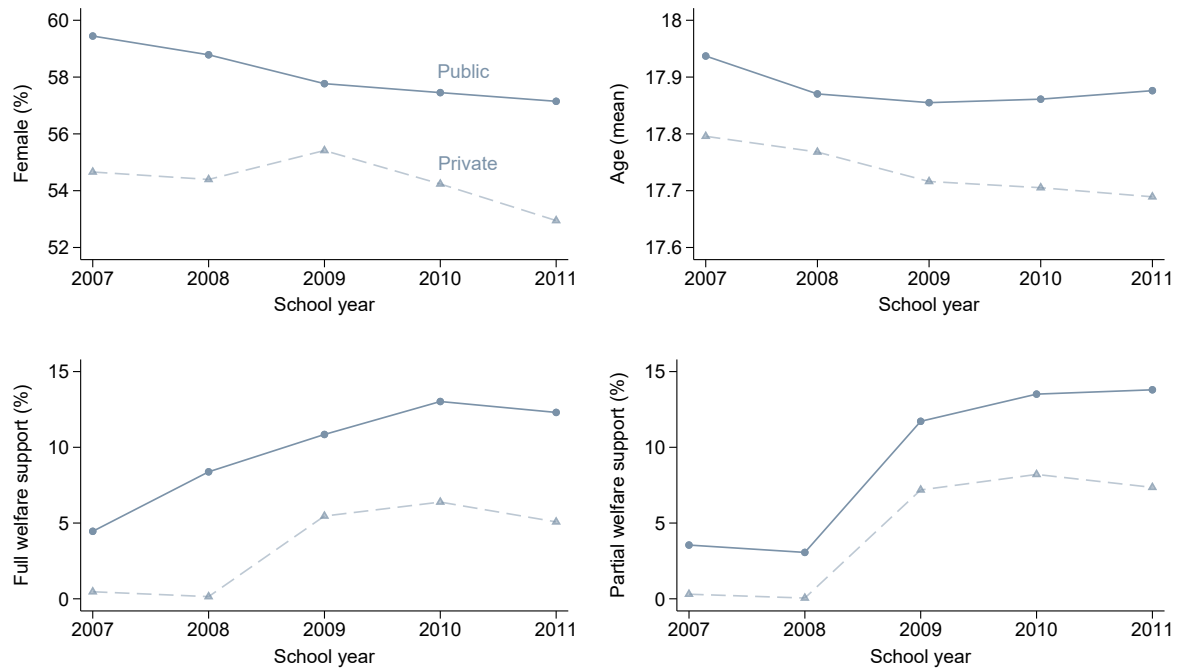 Female (%)
60
58
56
54
52
Public
Private
2007 2008 2009 2010 2011
School year
Age (mean)
18
17.9
17.8
17.7
17.6
2007 2008 2009 2010 2011
School year
Full welfare support (%)
15
10
5
0
2007 2008 2009 2010 2011
School year
Partial welfare support (%)
15
10
5
0
2007 2008 2009 2010 2011
School year